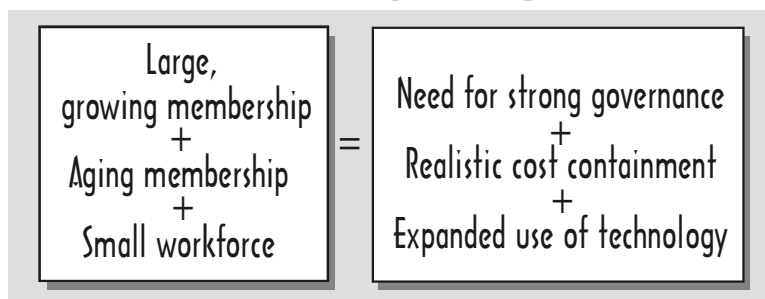 Large,
growing membership
+
Aging membership
+
Small workforce
=
Need for strong governance
+
Realistic cost containment
+
Expanded use of technology